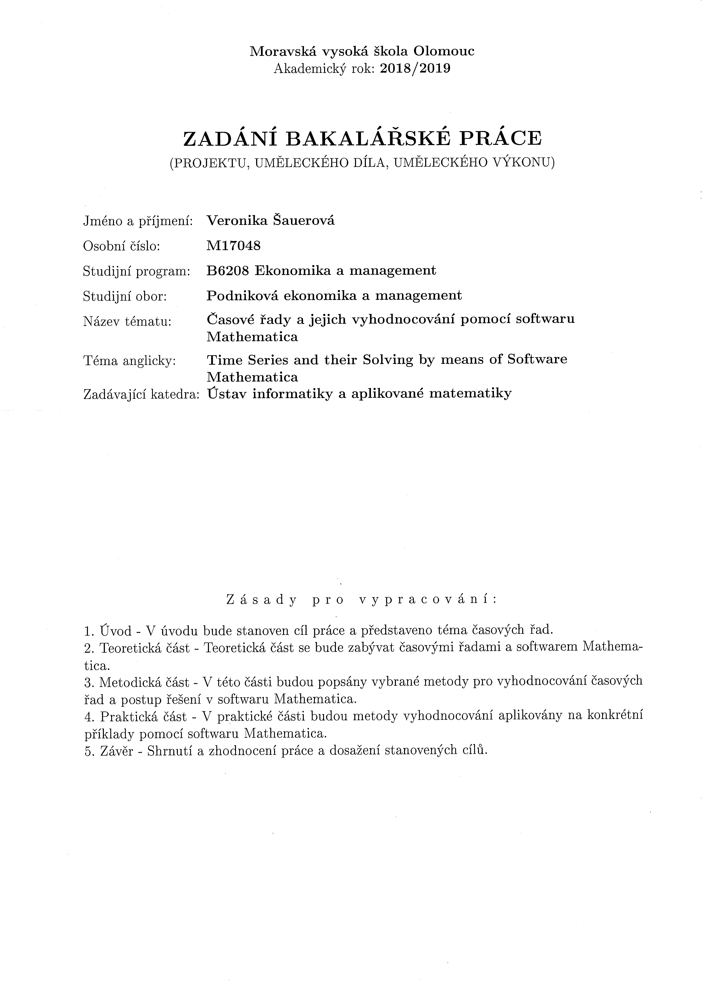 Moravská vysoká škola Olomouc
Akademický rok: 2018/2019
ZADÁNÍ BAKALÁŘSKÉ PRÁCE
(PROJEKTU, UMĚLECKÉHO DÍLA, UMĚLECKÉHO VÝKONU)
Jméno a příjmení: Veronika Šauerová
Osobní číslo: M17048
Studijní program: B6208 Ekonomika a management
Studijní obor: Podniková ekonomika a management
Název tématu: Časové řady a jejich vyhodnocování pomocí softwaru
Mathematica
Téma anglicky: Time Series and their Solving by means of Software
Mathematica
Zadávající katedra: Ústav informatiky a aplikované matematiky
Zásady pro vypracování:
1. Úvod - V úvodu bude stanoven cíl práce a představeno téma časových řad.
2. Teoretická část - Teoretická část se bude zabývat časovými řadami a softwarem Mathema-
tica.
3. Metodická část - V této části budou popsány vybrané metody pro vyhodnocování časových
řad a postup řešení v softwaru Mathematica.
4. Praktická část - V praktické části budou metody vyhodnocování aplikovány na konkrétní
příklady pomocí softwaru Mathematica.
5. Závěr - Shrnutí a zhodnocení práce a dosažení stanovených cílů.